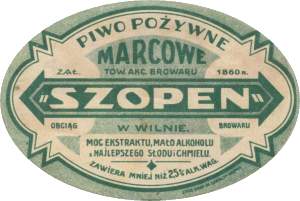 PIWO POŻYWNE
MARCOWE
ZAŁ. TOW. AKC. BROWARU 1860 R.
"SZOPEN"
OBCIĄG W WILNIE. BROWARU
MOC EKSTRAKTU, MAŁO ALKOHOLU
z NAJLEPSZEGO SŁODU i CHMIELU.
ZAWIERA MNIEJ NIŻ 2,5% ALK. WAG.